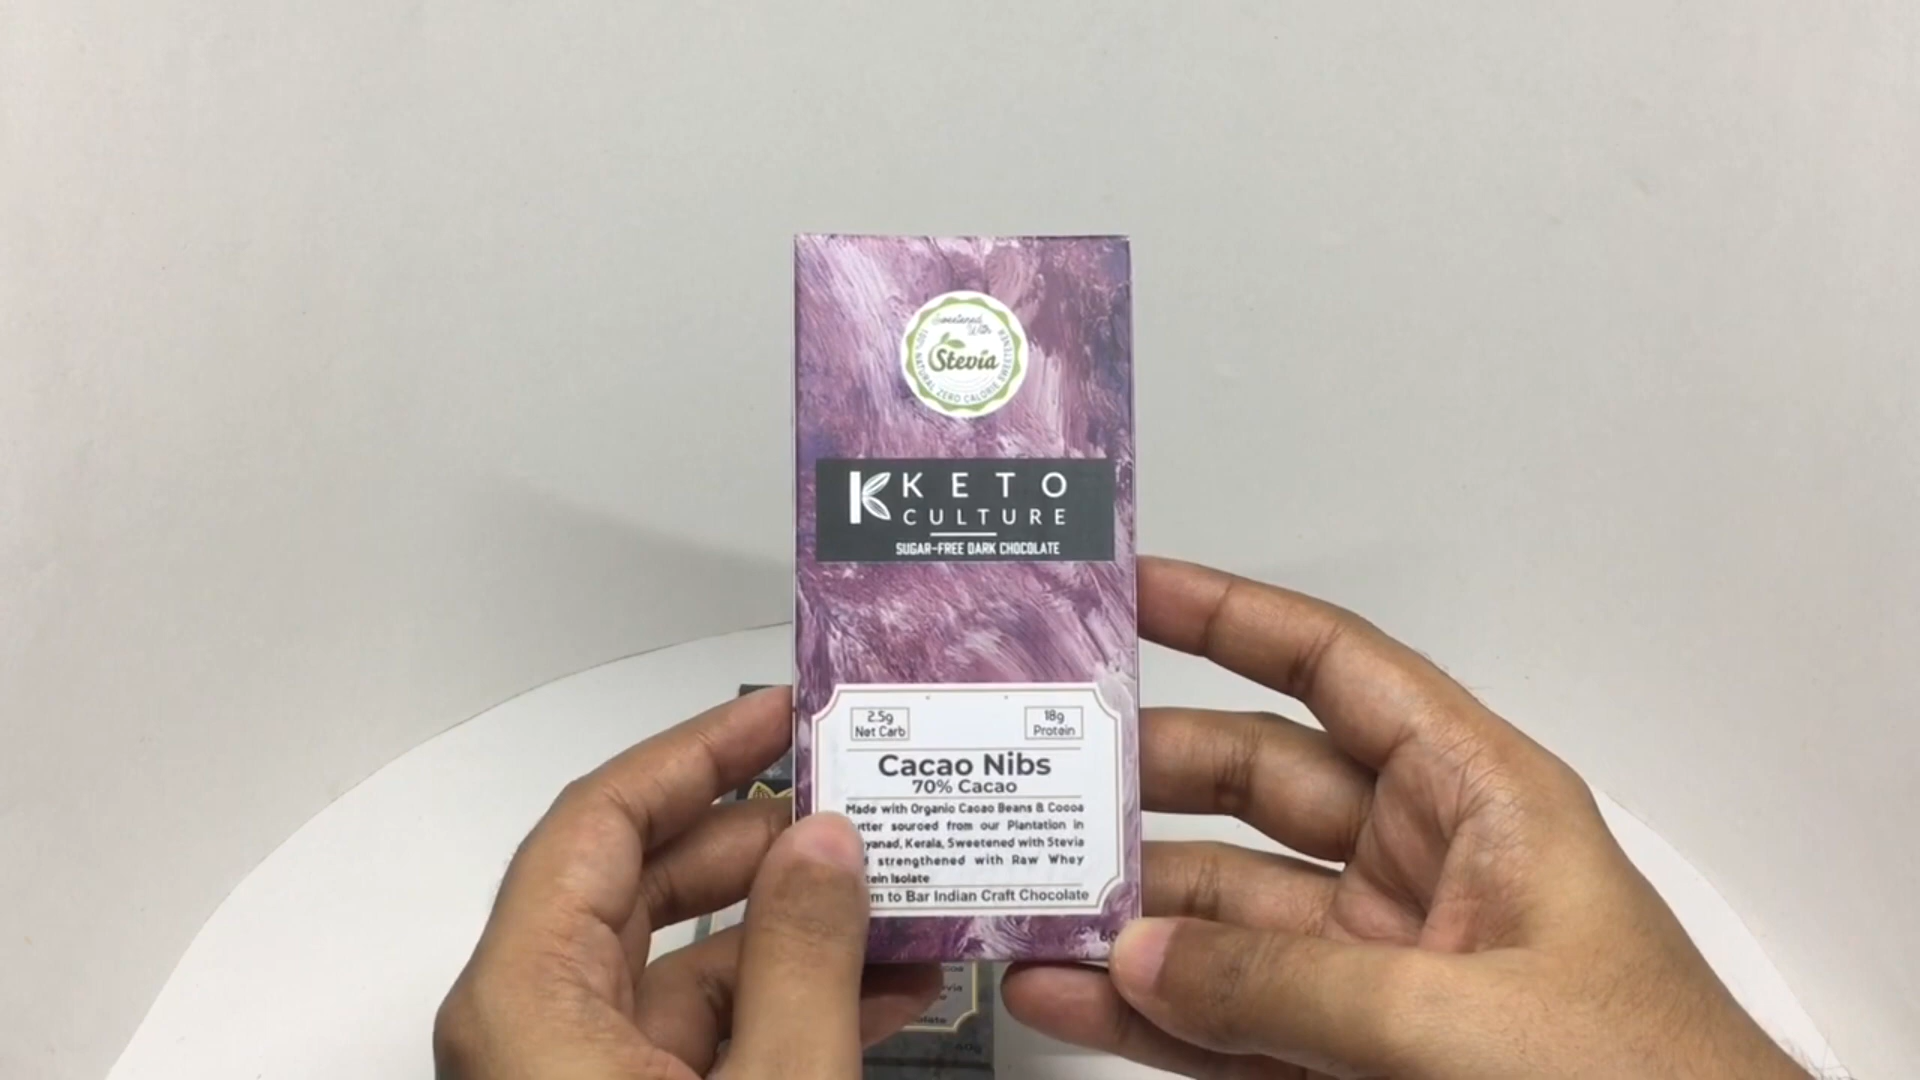 Sweetened
With
Stevia
100% NATURAL ZERO CALORIE SWEETENER
K KETO
CULTURE
SUGAR-FREE DARK CHOCOLATE
2.5g
Net Carb
18g
Protein
Cacao Nibs
70% Cacao
Made with Organic Cacao Beans & Cocoa
sourced from our Plantation in
Kerala, Sweetened with Stevia
strengthened with Raw Whey
Isolate
to Bar Indian Craft Chocolate